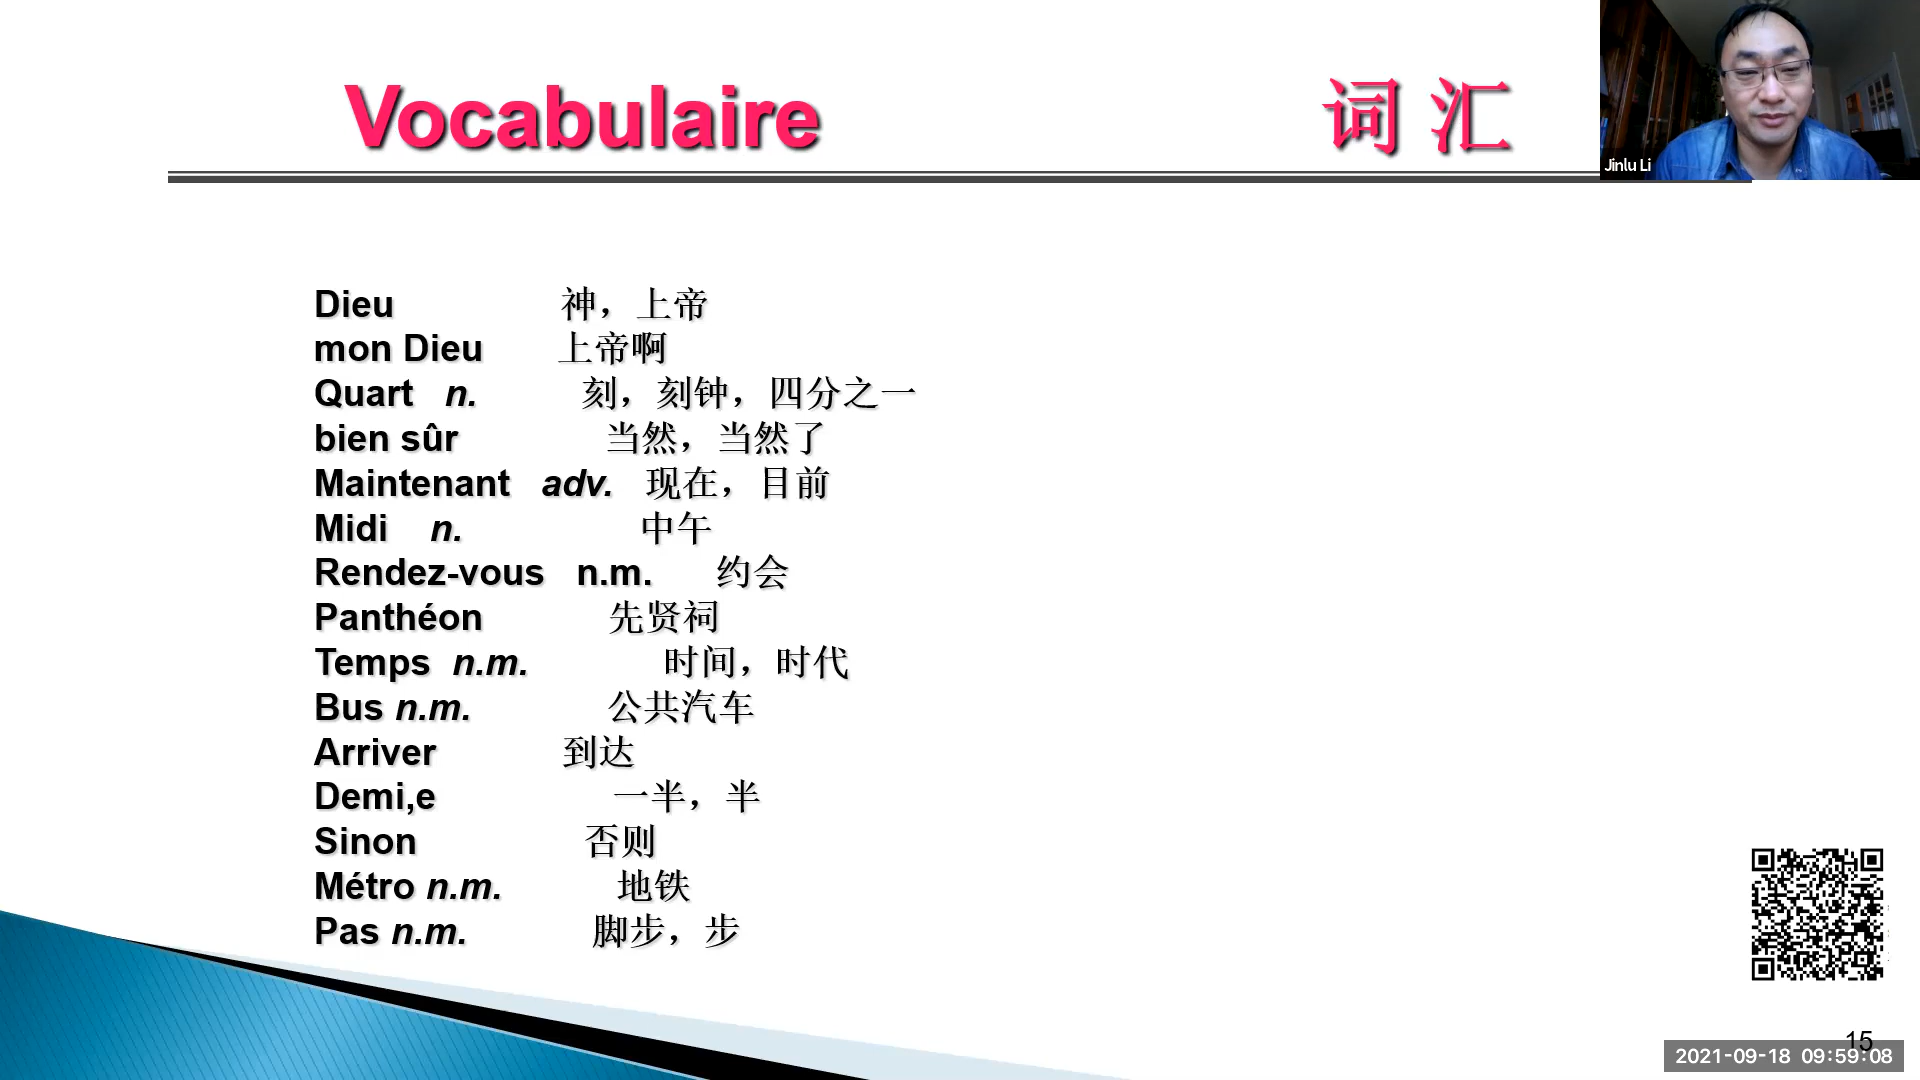 Vocabulaire 词 汇
Jinlu Li
Dieu 神，上帝
mon Dieu 上帝啊
Quart n. 刻，刻钟，四分之一
bien sûr 当然，当然了
Maintenant adv. 现在，目前
Midi n. 中午
Rendez-vous n.m. 约会
Panthéon 先贤祠
Temps n.m. 时间，时代
Bus n.m. 公共汽车
Arriver 到达
Demi,e 一半，半
Sinon 否则
Métro n.m. 地铁
Pas n.m. 脚步，步
15
2021-09-18 09:59:08